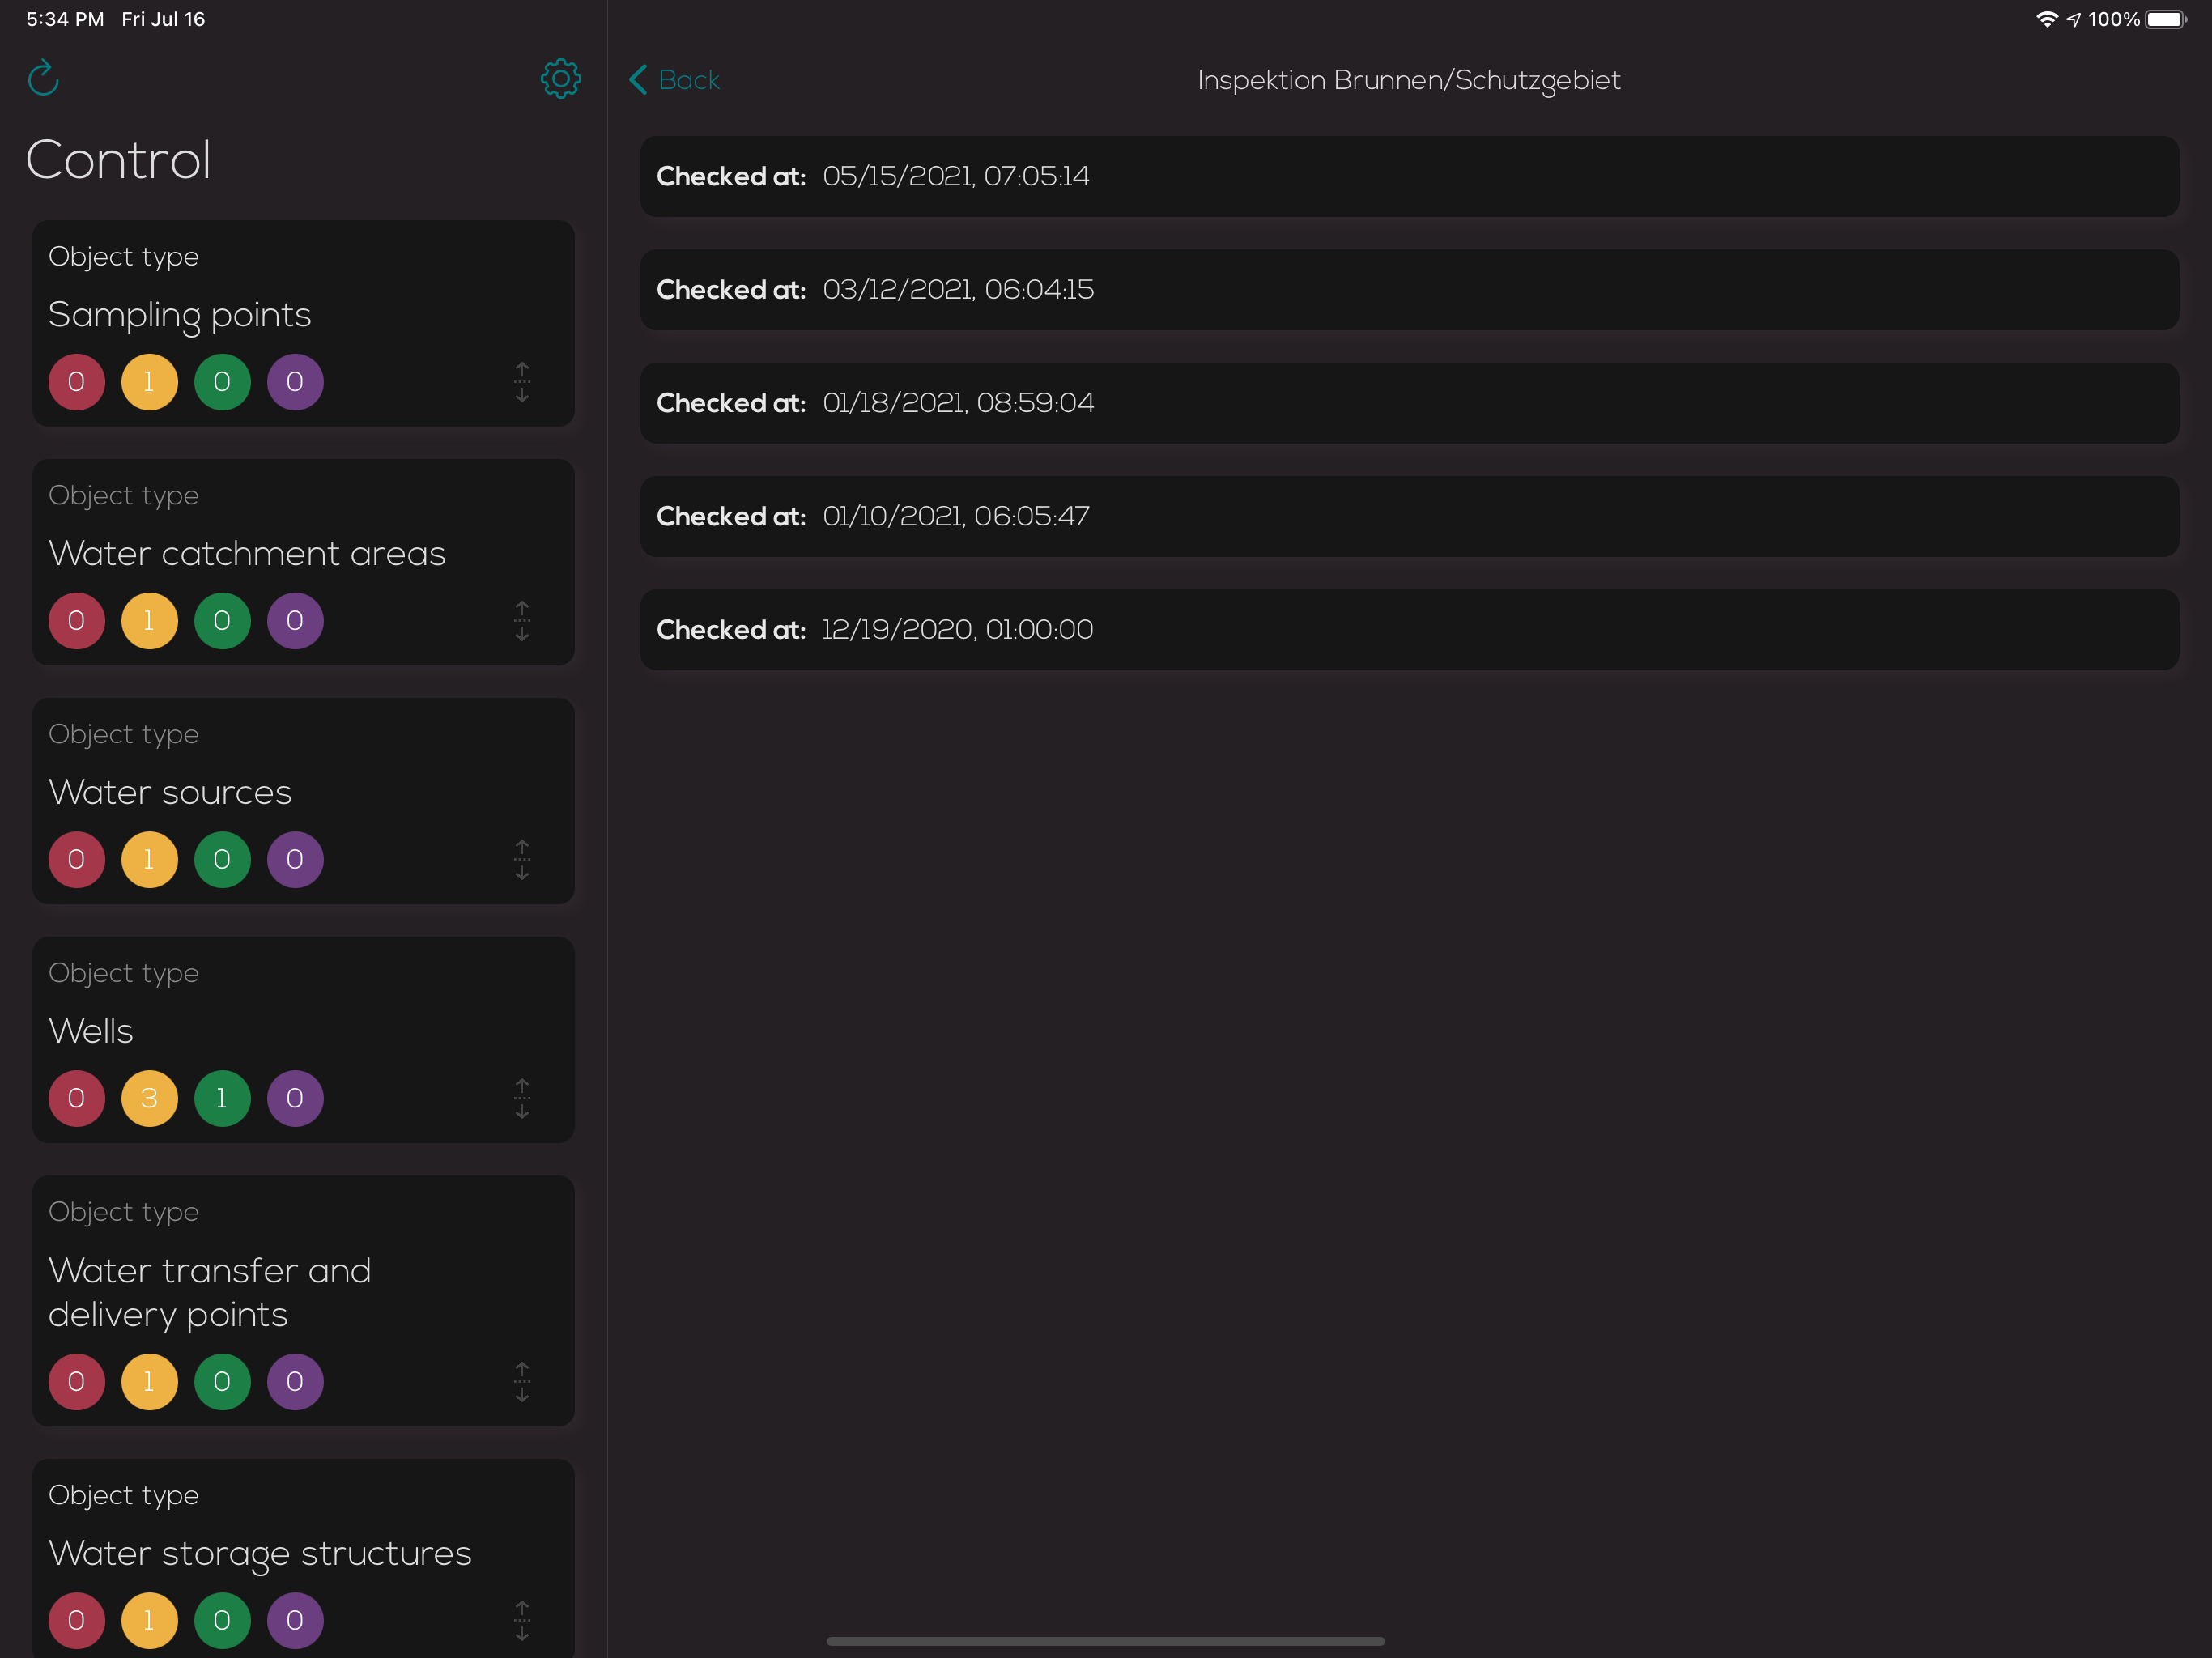 5:34 PM Fri Jul 16
100%
Control
Object type
Sampling points
0 1 0 0
Object type
Water catchment areas
0 1 0 0
Object type
Water sources
0 1 0 0
Object type
Wells
0 3 1 0
Object type
Water transfer and
delivery points
0 1 0 0
Object type
Water storage structures
0 1 0 0
Back
Inspektion Brunnen/Schutzgebiet
Checked at: 05/15/2021, 07:05:14
Checked at: 03/12/2021, 06:04:15
Checked at: 01/18/2021, 08:59:04
Checked at: 01/10/2021, 06:05:47
Checked at: 12/19/2020, 01:00:00